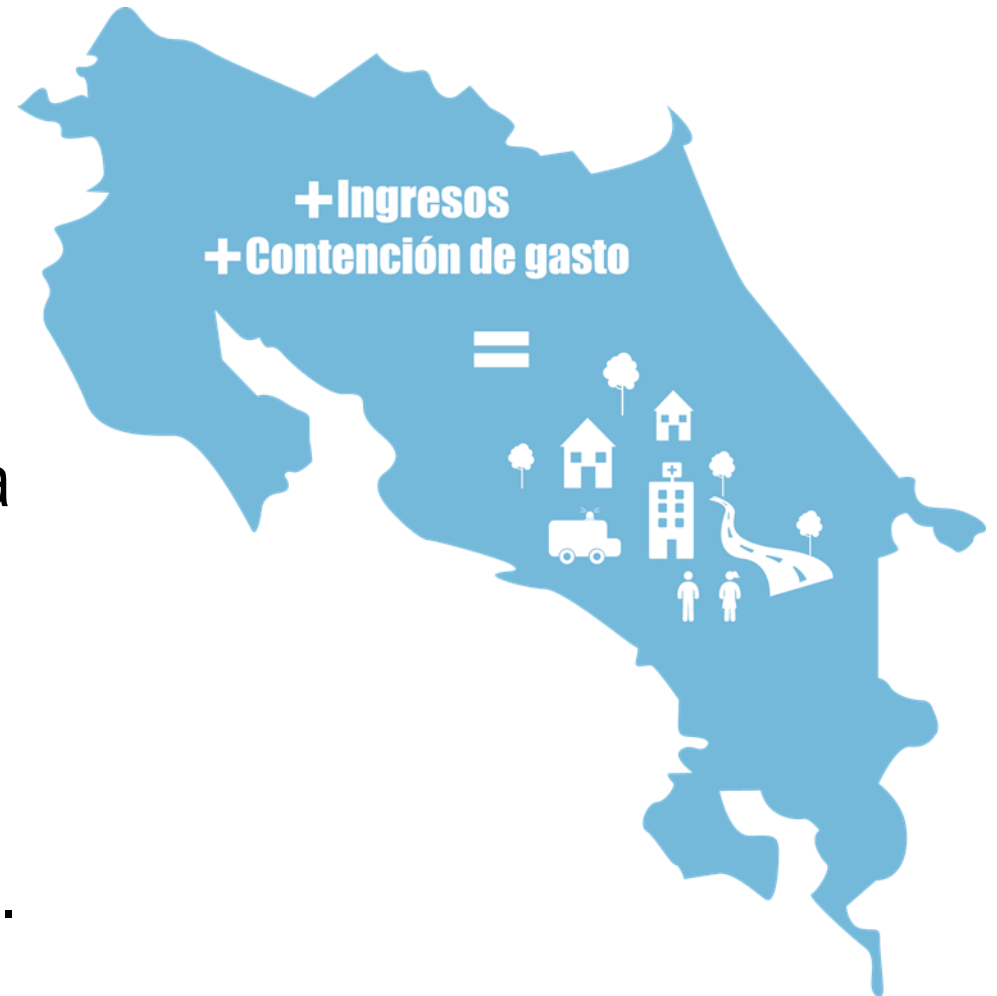 +Ingresos
+Contención de gasto
=
a
.